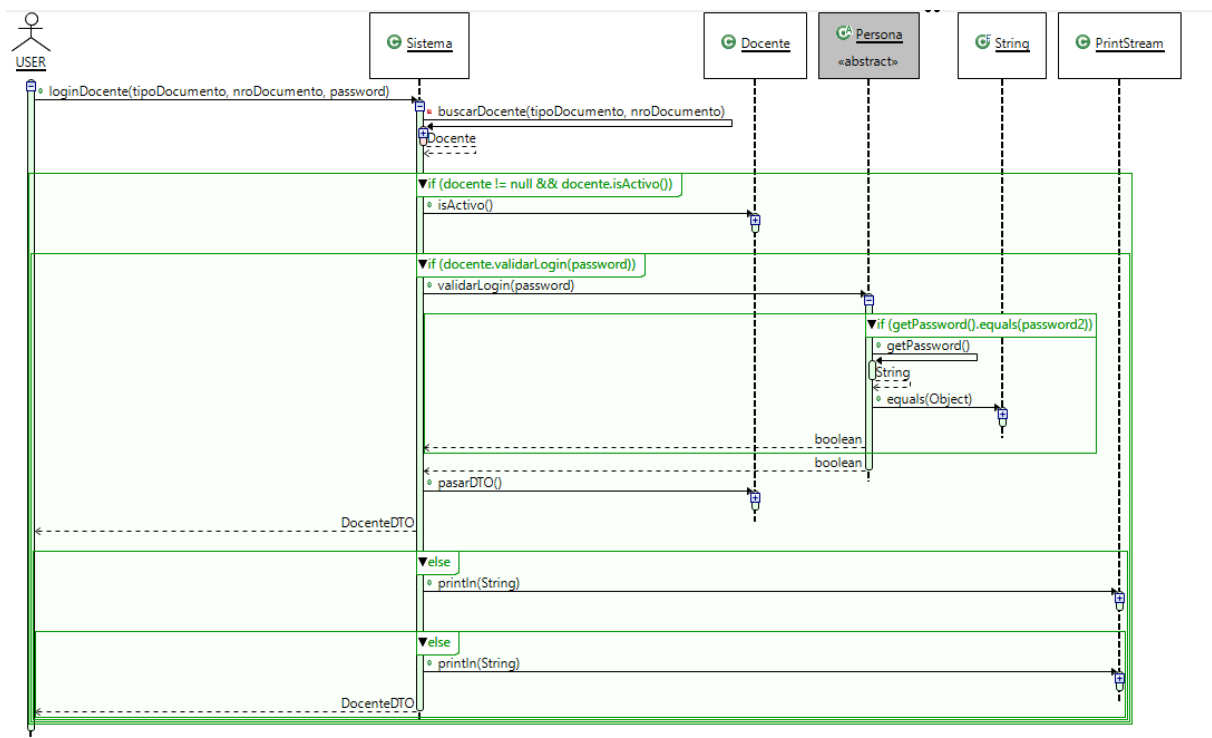 USER
Sistema
Docente
Persona
«abstract»
String
PrintStream
loginDocente(tipoDocumento, nroDocumento, password)
buscarDocente(tipoDocumento, nroDocumento)
Docente
if (docente != null && docente.isActivo())
isActivo()
if (docente.validarLogin(password))
validarLogin(password)
if (getPassword().equals(password2))
getPassword()
String
equals(Object)
boolean
boolean
pasarDTO()
DocenteDTO
else
println(String)
else
println(String)
DocenteDTO